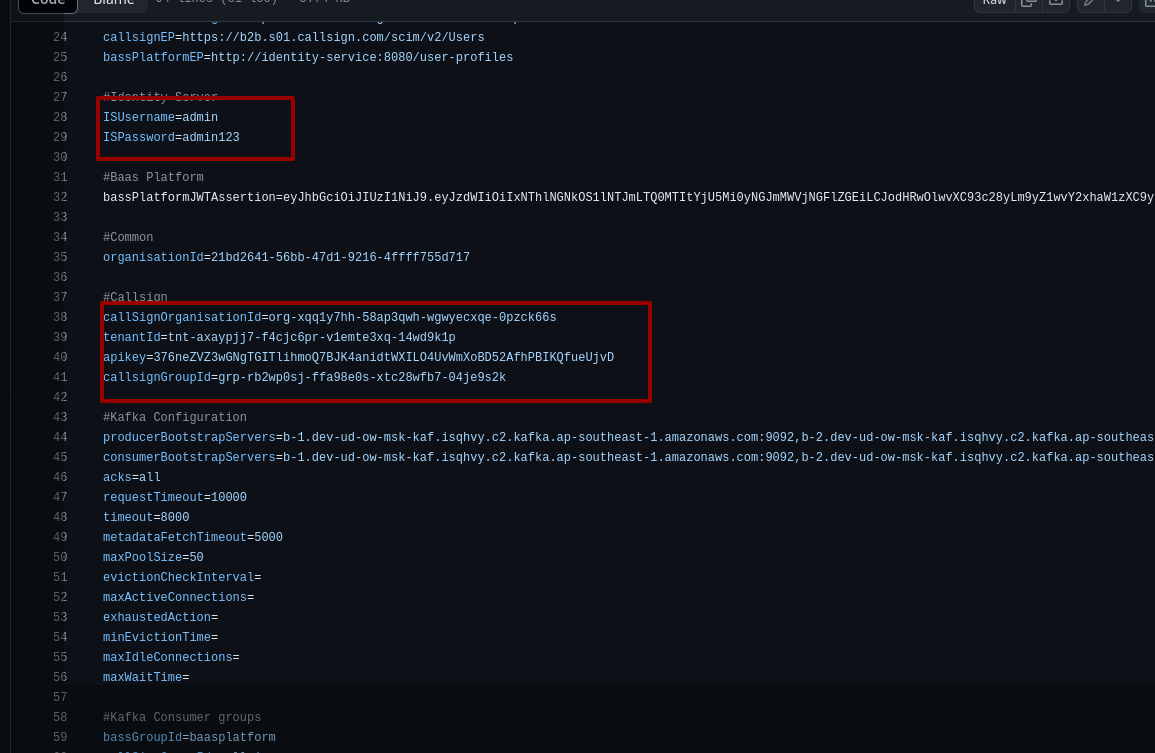 Code Blame Raw
24 callsignEP=https://b2b.s01.callsign.com/scim/v2/Users
25 bassPlatformEP=http://identity-service:8080/user-profiles
26
27 #Identity Server
28 ISUsername=admin
29 ISPassword=admin123
30
31 #Baas Platform
32 bassPlatformJWTAssertion=eyJhbGciOiJIUzI1NiJ9.eyJzdWIiOiIxNThlNGNkOS1lNTJmLTQ0MTItYjU5Mi0yNGJmMWVjNGFlZGEiLCJodHRwOlwvXC93c28yLm9yZ1wvY2xhaW1zXC9y
33
34 #Common
35 organisationId=21bd2641-56bb-47d1-9216-4ffff755d717
36
37 #Callsign
38 callSignOrganisationId=org-xqq1y7hh-58ap3qwh-wgwyecxqe-0pzck66s
39 tenantId=tnt-axaypjj7-f4cjc6pr-v1emte3xq-14wd9k1p
40 apikey=376neZVZ3wGNgTGITlihmoQ7BJK4anidtWXILO4UvWmXoBD52AfhPBIKQfueUjvD
41 callsignGroupId=grp-rb2wp0sj-ffa98e0s-xtc28wfb7-04je9s2k
42
43 #Kafka Configuration
44 producerBootstrapServers=b-1.dev-ud-ow-msk-kaf.isqhvy.c2.kafka.ap-southeast-1.amazonaws.com:9092,b-2.dev-ud-ow-msk-kaf.isqhvy.c2.kafka.ap-southeas
45 consumerBootstrapServers=b-1.dev-ud-ow-msk-kaf.isqhvy.c2.kafka.ap-southeast-1.amazonaws.com:9092,b-2.dev-ud-ow-msk-kaf.isqhvy.c2.kafka.ap-southeas
46 acks=all
47 requestTimeout=10000
48 timeout=8000
49 metadataFetchTimeout=5000
50 maxPoolSize=50
51 evictionCheckInterval=
52 maxActiveConnections=
53 exhaustedAction=
54 minEvictionTime=
55 maxIdleConnections=
56 maxWaitTime=
57
58 #Kafka Consumer groups
59 bassGroupId=baasplatform